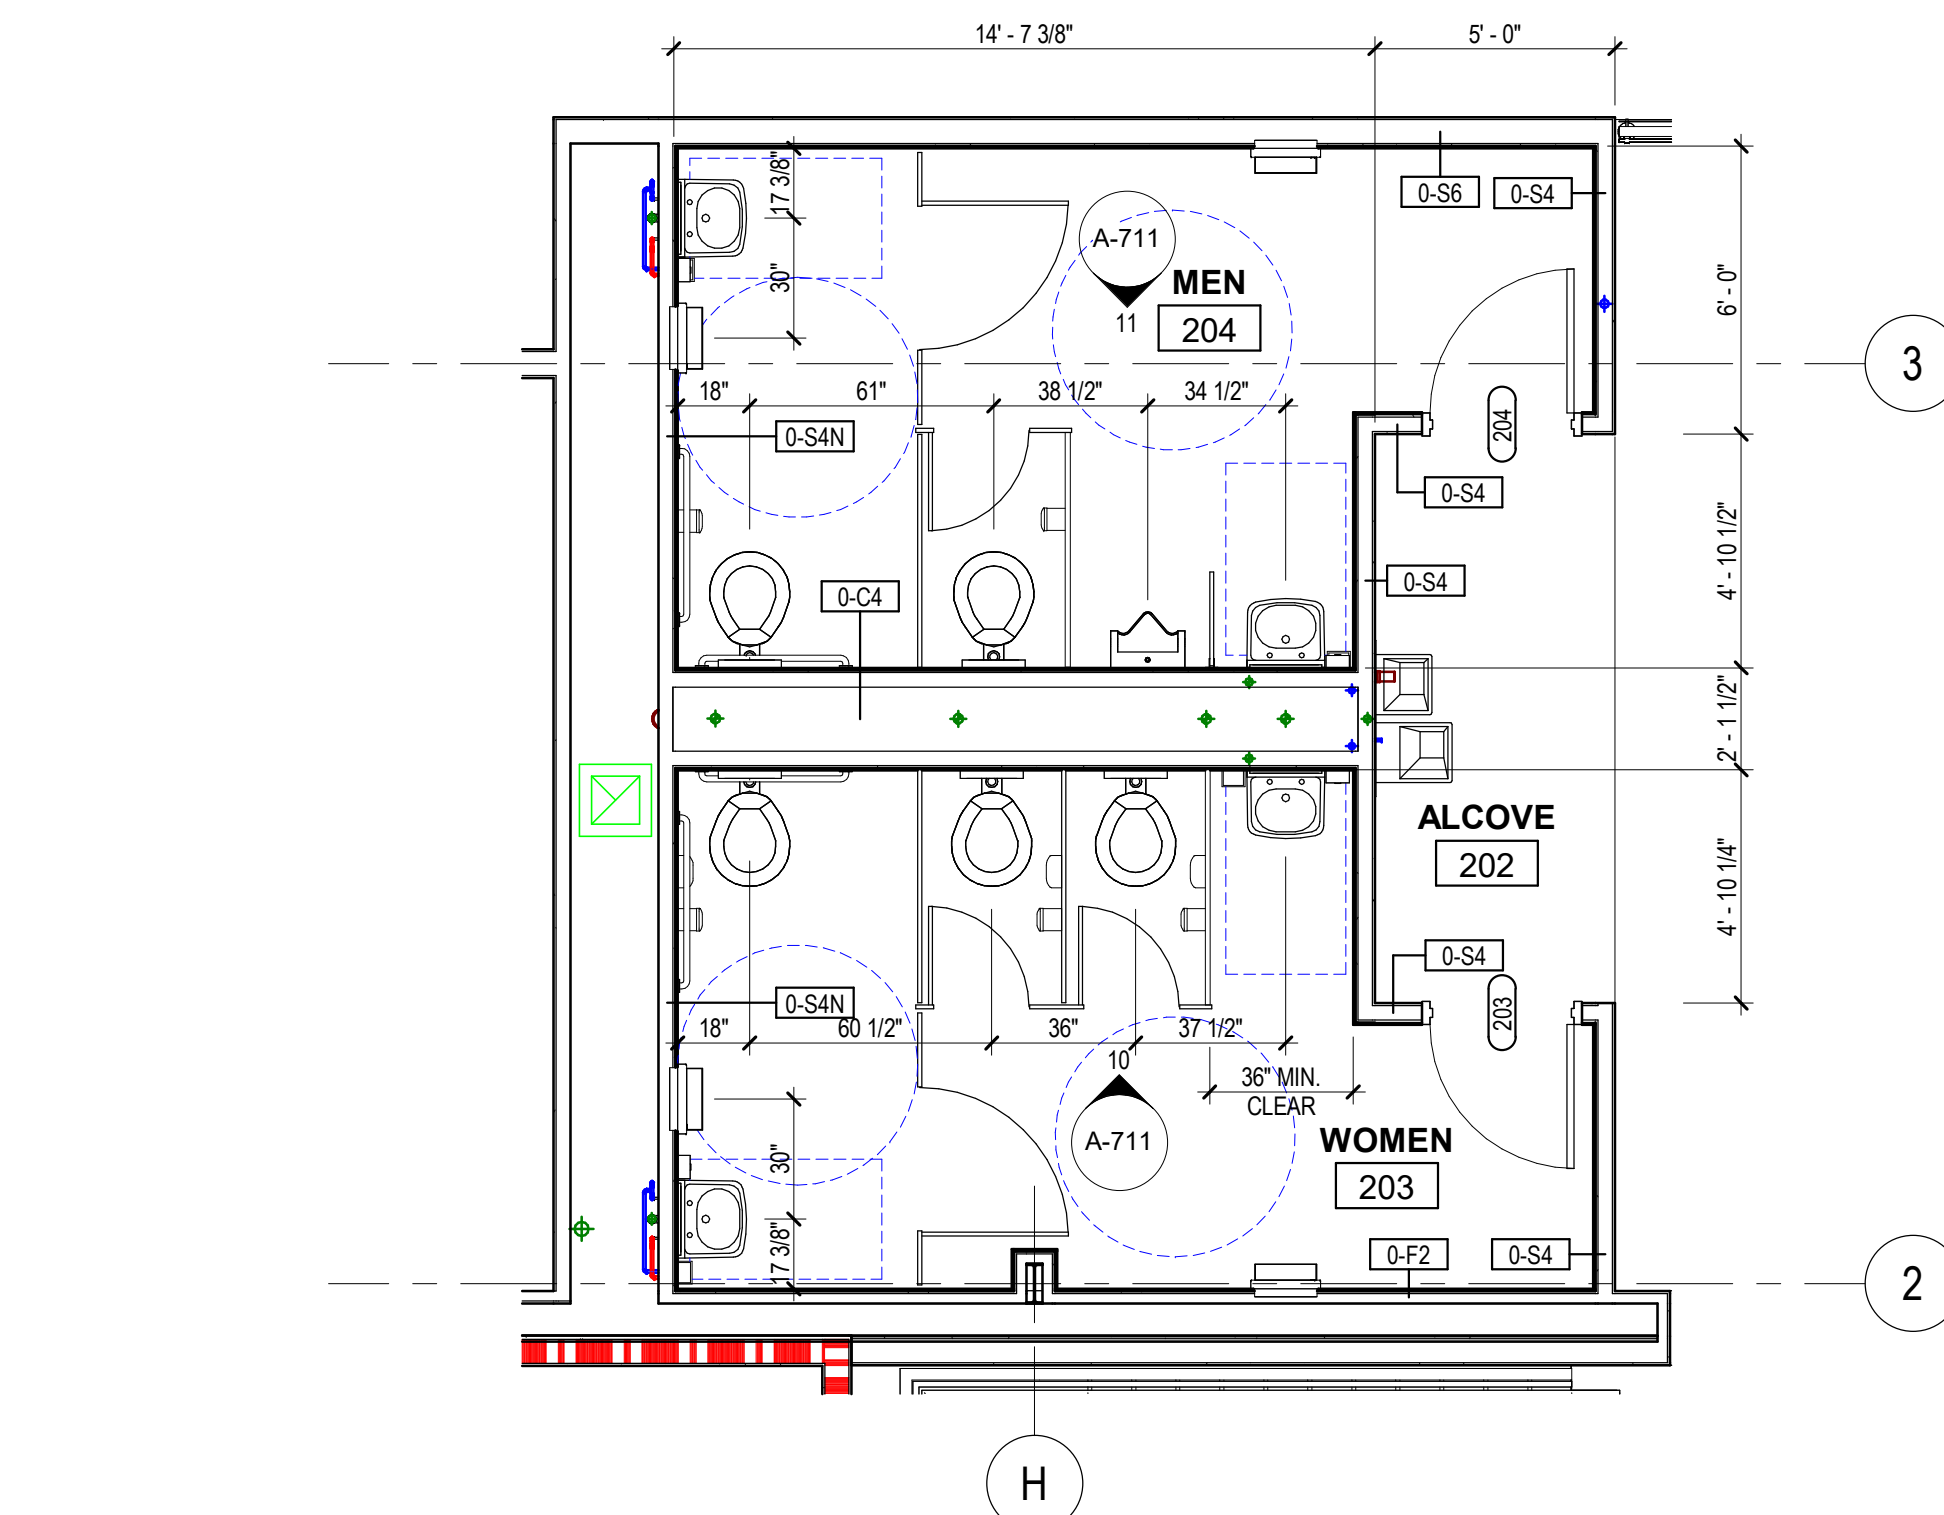 14' - 7 3/8"
5' - 0"
17 3/8"
0-S6
0-S4
A-711
11
MEN
204
30"
6' - 0"
3
18"
61"
38 1/2"
34 1/2"
204
0-S4N
0-S4
4' - 10 1/2"
0-S4
0-C4
2' - 1 1/2"
ALCOVE
202
4' - 10 1/4"
0-S4
0-S4N
203
18"
60 1/2"
36"
37 1/2"
10
36" MIN.
CLEAR
A-711
WOMEN
203
30"
17 3/8"
0-F2
0-S4
2
H